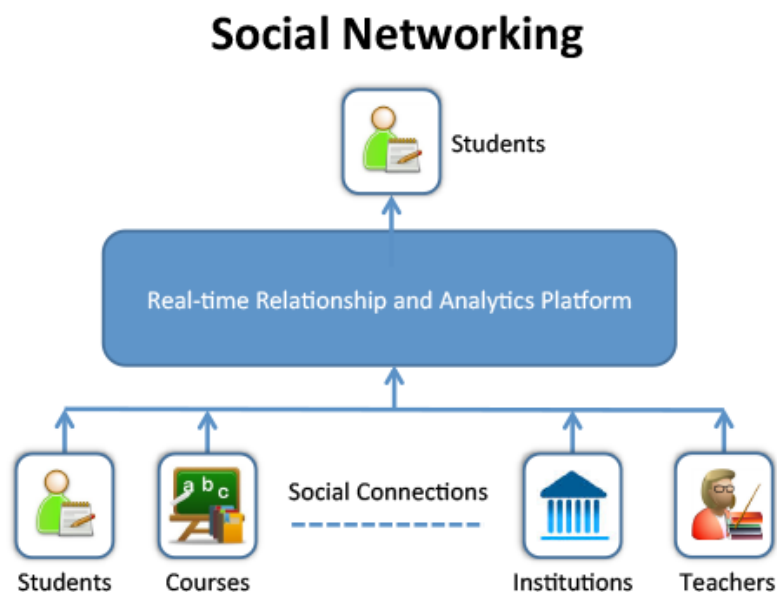 Social Networking
Students
Real-time Relationship and Analytics Platform
a b c
Social Connections
Students
Courses
Institutions
Teachers